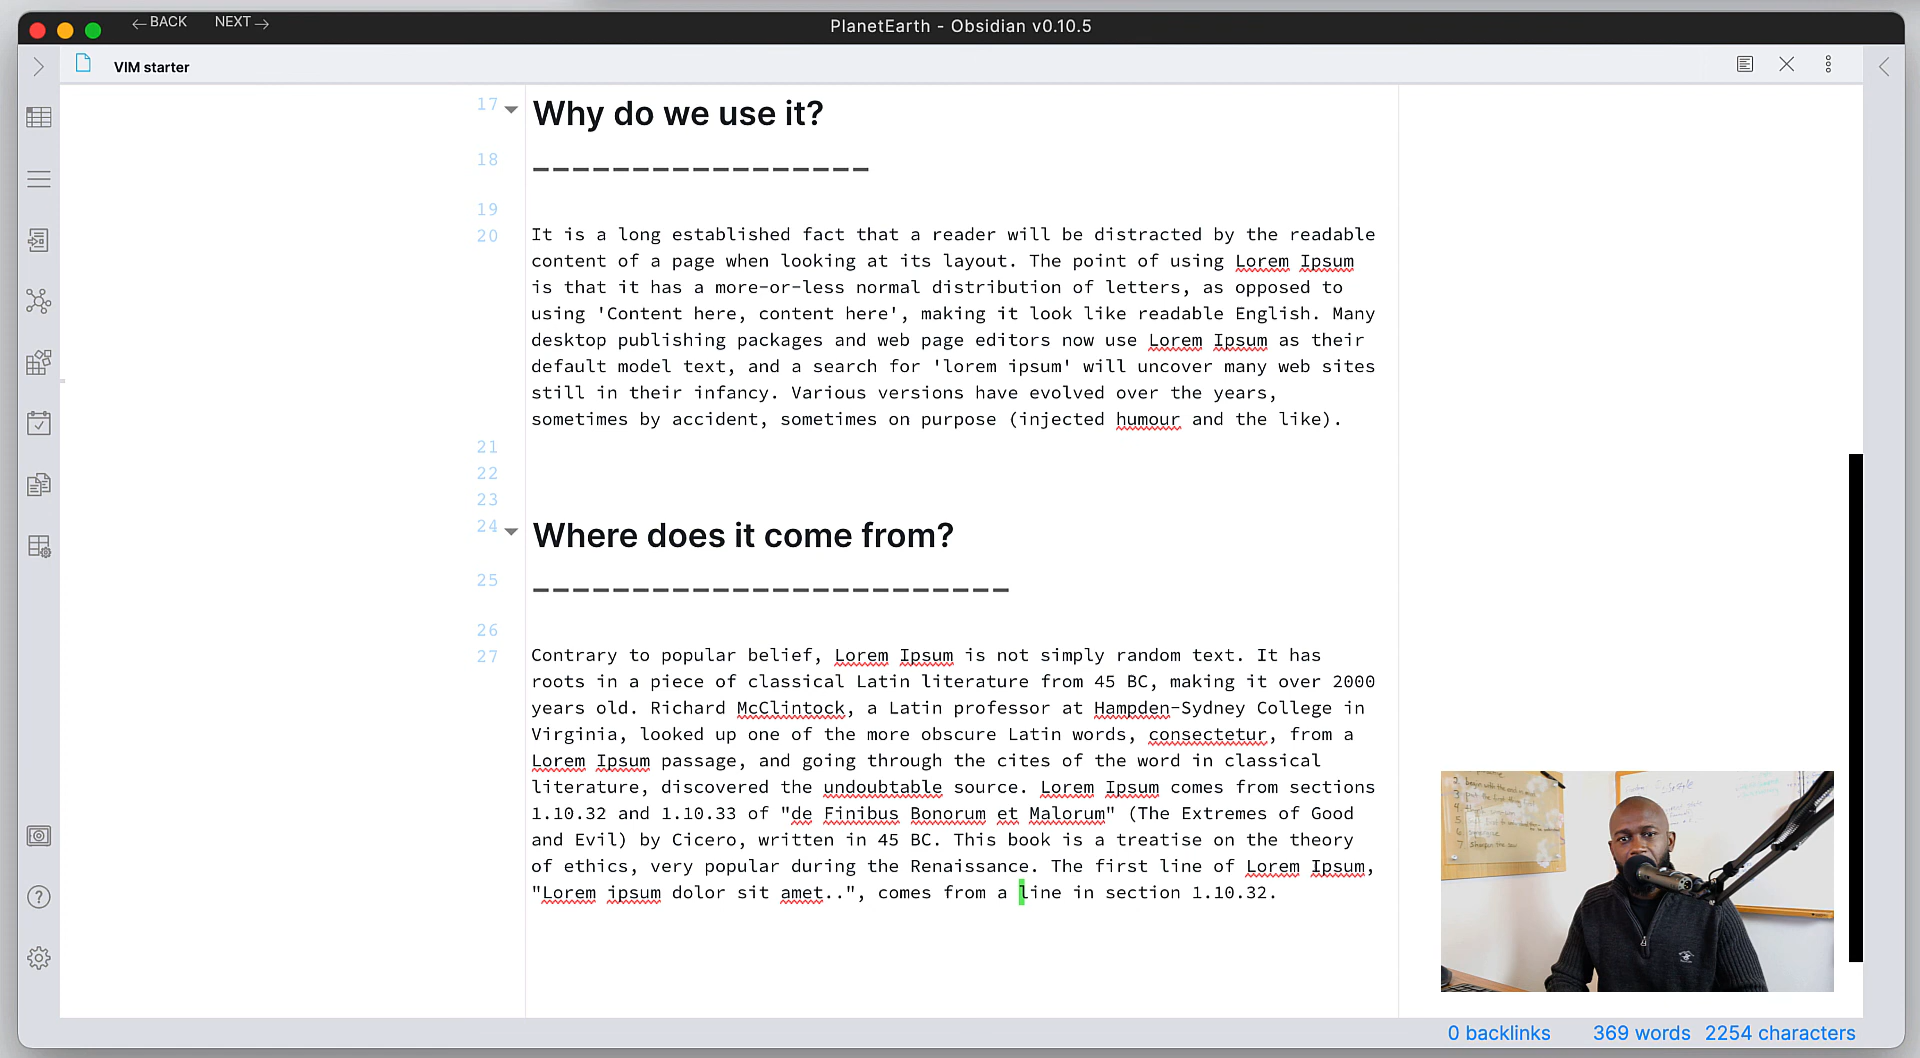 BACK NEXT
PlanetEarth - Obsidian v0.10.5
VIM starter
17 Why do we use it?
18 -----------------
19
20 It is a long established fact that a reader will be distracted by the readable
content of a page when looking at its layout. The point of using Lorem Ipsum
is that it has a more-or-less normal distribution of letters, as opposed to
using 'Content here, content here', making it look like readable English. Many
desktop publishing packages and web page editors now use Lorem Ipsum as their
default model text, and a search for 'lorem ipsum' will uncover many web sites
still in their infancy. Various versions have evolved over the years,
sometimes by accident, sometimes on purpose (injected humour and the like).
21
22
23
24 Where does it come from?
25 ------------------------
26
27 Contrary to popular belief, Lorem Ipsum is not simply random text. It has
roots in a piece of classical Latin literature from 45 BC, making it over 2000
years old. Richard McClintock, a Latin professor at Hampden-Sydney College in
Virginia, looked up one of the more obscure Latin words, consectetur, from a
Lorem Ipsum passage, and going through the cites of the word in classical
literature, discovered the undoubtable source. Lorem Ipsum comes from sections
1.10.32 and 1.10.33 of "de Finibus Bonorum et Malorum" (The Extremes of Good
and Evil) by Cicero, written in 45 BC. This book is a treatise on the theory
of ethics, very popular during the Renaissance. The first line of Lorem Ipsum,
"Lorem ipsum dolor sit amet..", comes from a line in section 1.10.32.
0 backlinks 369 words 2254 characters